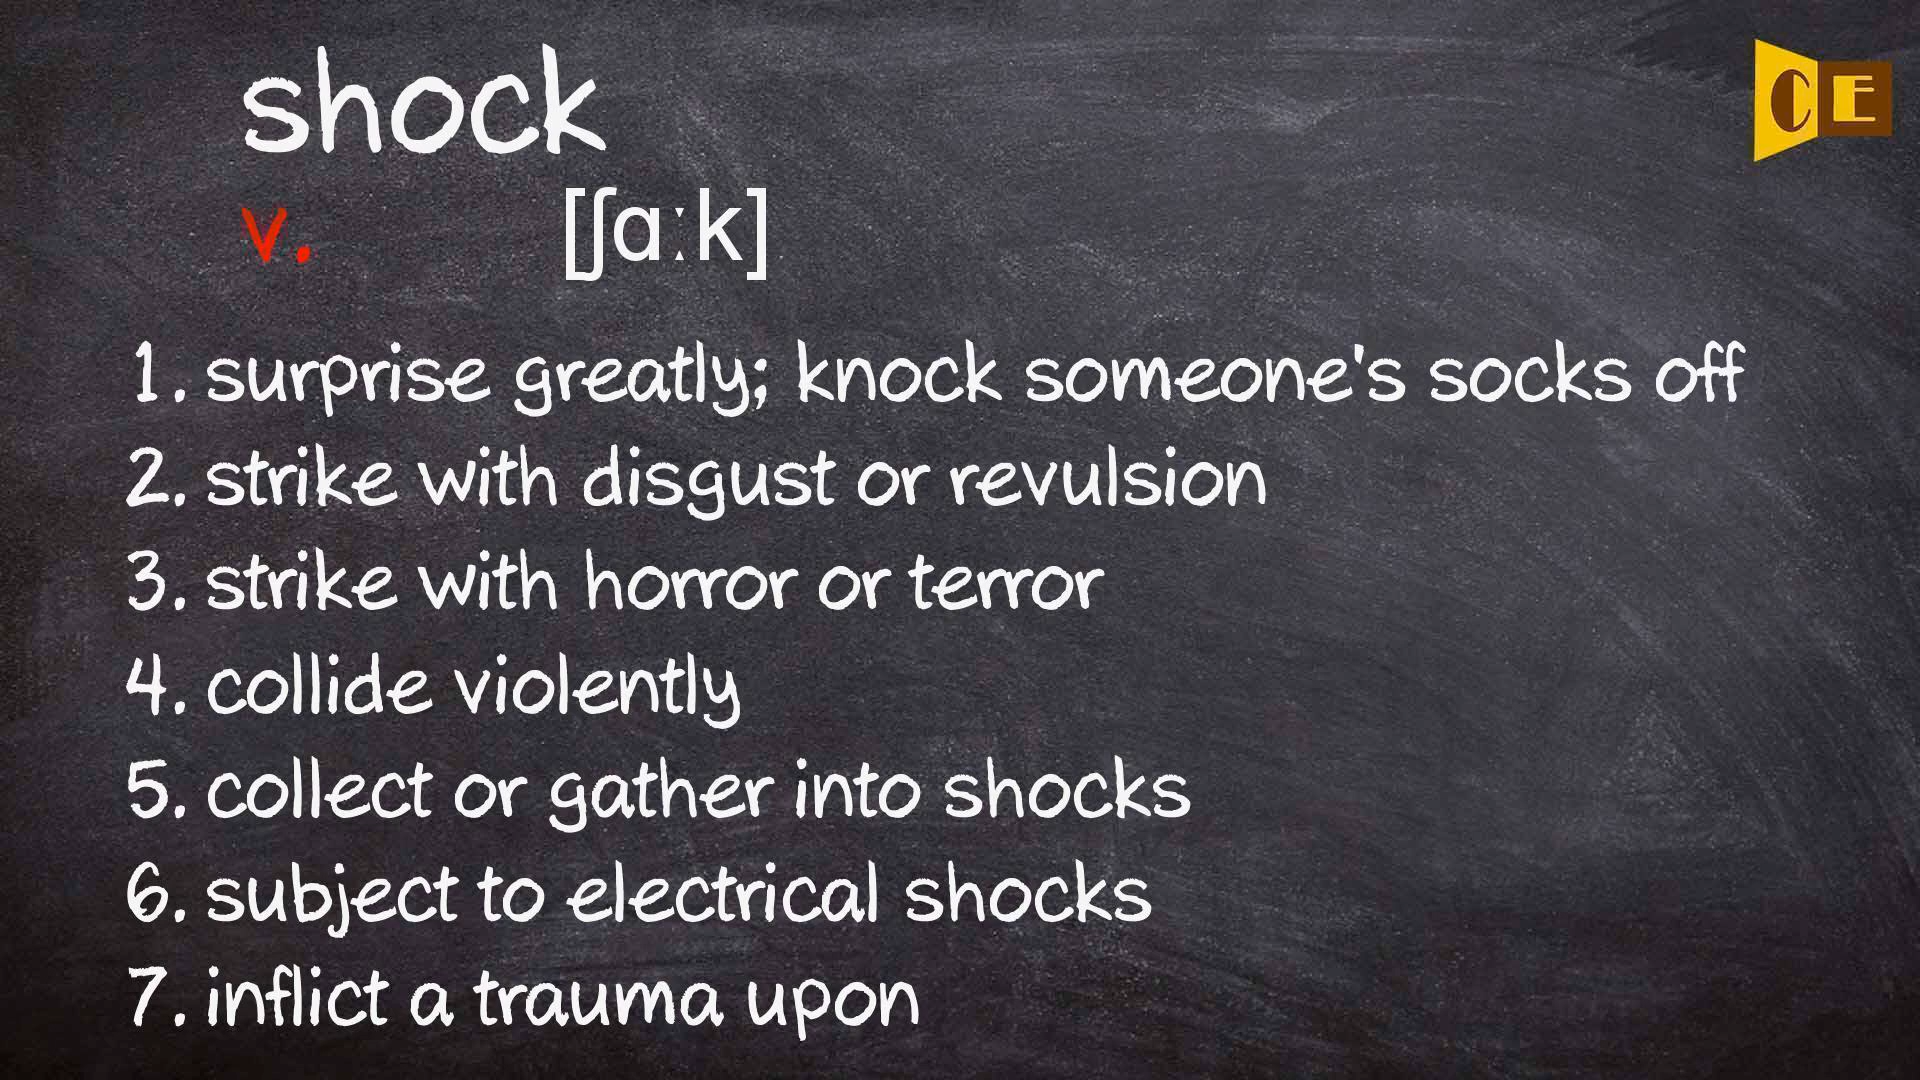 shock
CE
v. [ʃɑːk]
1. surprise greatly; knock someone's socks off
2. strike with disgust or revulsion
3. strike with horror or terror
4. collide violently
5. collect or gather into shocks
6. subject to electrical shocks
7. inflict a trauma upon